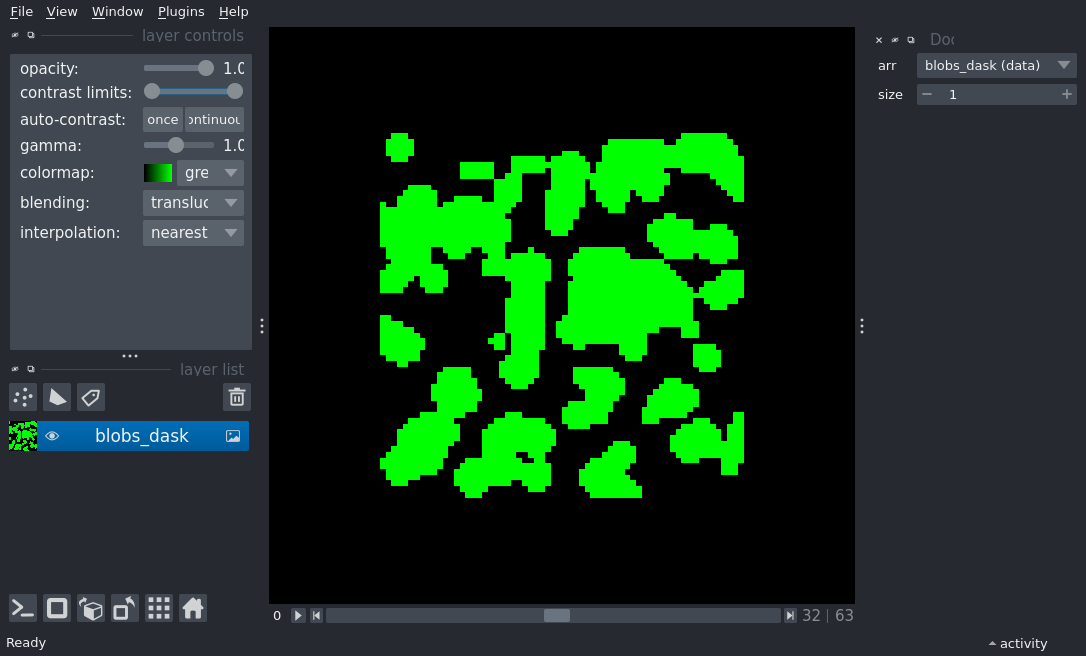 File View Window Plugins Help
layer controls
opacity: 1.0
contrast limits:
auto-contrast: once ontinuou
gamma: 1.0
colormap: gre
blending: transluc
interpolation: nearest
layer list
blobs_dask
0 32 | 63
Ready
activity
Doc
arr blobs_dask (data)
size 1